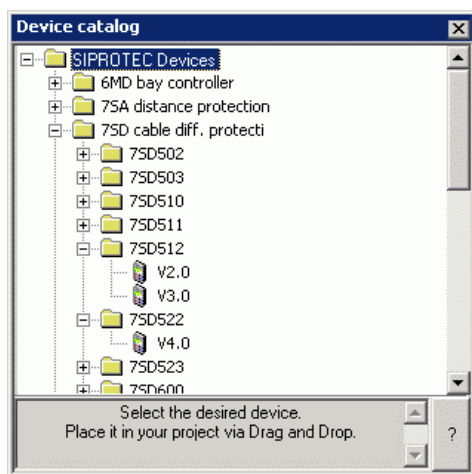 Device catalog
SIPROTEC Devices
6MD bay controller
7SA distance protection
7SD cable diff. protecti
7SD502
7SD503
7SD510
7SD511
7SD512
V2.0
V3.0
7SD522
V4.0
7SD523
7SD600
Select the desired device.
Place it in your project via Drag and Drop.
?